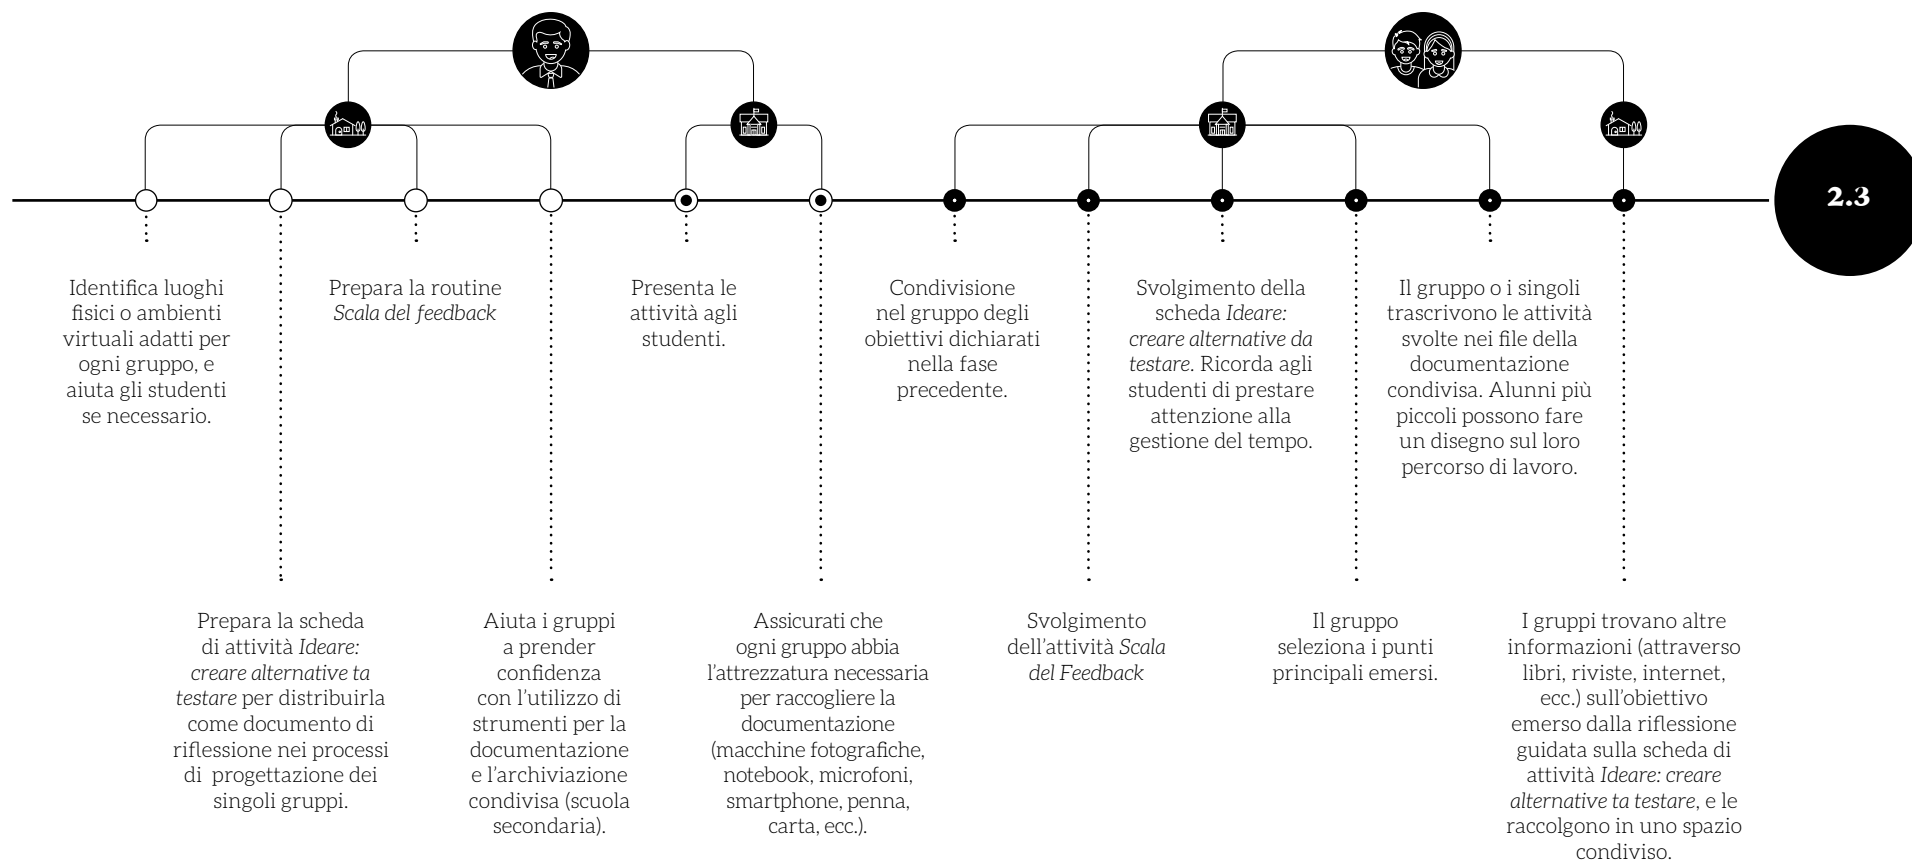 2.3
Identifica luoghi
fisici o ambienti
virtuali adatti per
ogni gruppo, e
aiuta gli studenti
se necessario.
Prepara la routine
Scala del feedback
Presenta le
attività agli
studenti.
Condivisione
nel gruppo degli
obiettivi dichiarati
nella fase
precedente.
Svolgimento della
scheda Ideare:
creare alternative da
testare. Ricorda agli
studenti di prestare
attenzione alla
gestione del tempo.
Il gruppo o i singoli
trascrivono le attività
svolte nei file della
documentazione
condivisa. Alunni più
piccoli possono fare
un disegno sul loro
percorso di lavoro.
Prepara la scheda
di attività Ideare:
creare alternative ta
testare per distribuirla
come documento di
riflessione nei processi
di progettazione dei
singoli gruppi.
Aiuta i gruppi
a prender
confidenza
con l'utilizzo di
strumenti per la
documentazione
e l'archiviazione
condivisa (scuola
secondaria).
Assicurati che
ogni gruppo abbia
l'attrezzatura necessaria
per raccogliere la
documentazione
(macchine fotografiche,
notebook, microfoni,
smartphone, penna,
carta, ecc.).
Svolgimento
dell'attività Scala
del Feedback
Il gruppo
seleziona i punti
principali emersi.
I gruppi trovano altre
informazioni (attraverso
libri, riviste, internet,
ecc.) sull'obiettivo
emerso dalla riflessione
guidata sulla scheda di
attività Ideare: creare
alternative ta testare, e le
raccolgono in uno spazio
condiviso.